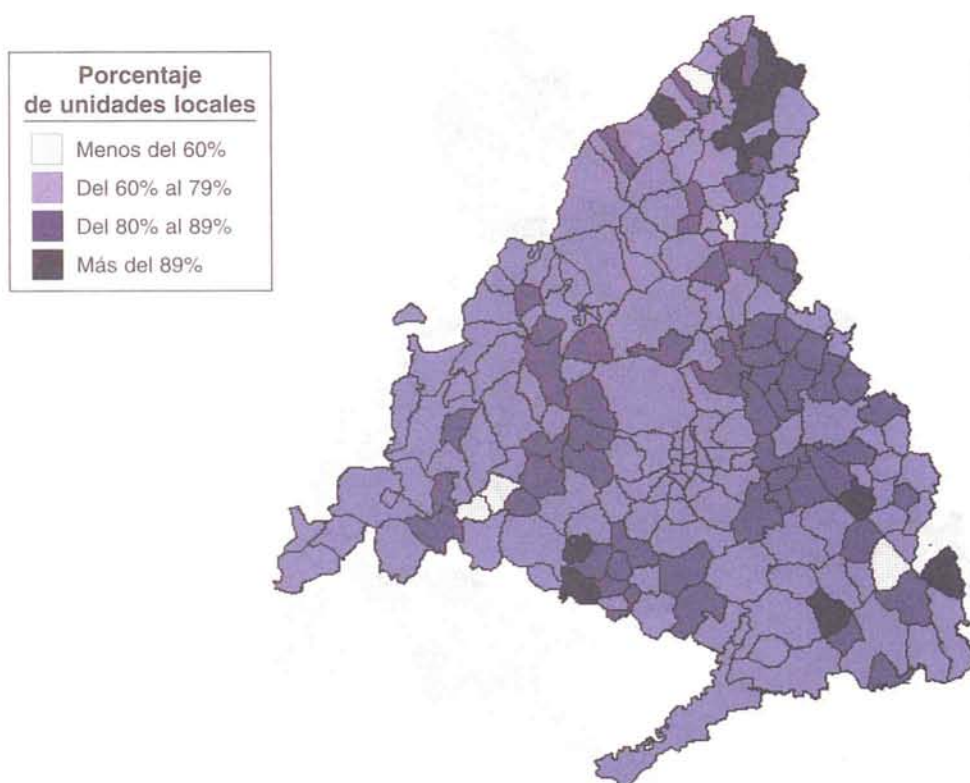 Porcentaje
de unidades locales
Menos del 60%
Del 60% al 79%
Del 80% al 89%
Más del 89%